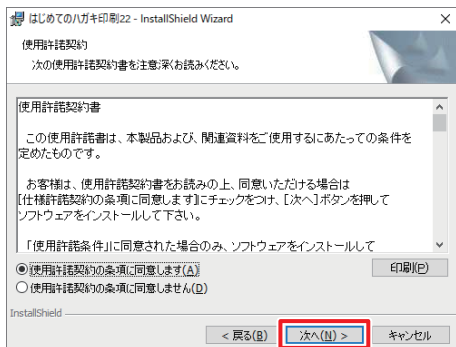 はじめてのハガキ印刷22 - InstallShield Wizard
使用許諾契約
次の使用許諾契約書を注意深くお読みください。
使用許諾契約書
この使用許諾書は、本製品および、関連資料をご使用するにあたっての条件を
定めたものです。
お客様は、使用許諾契約書をお読みの上、同意いただける場合は
[仕様許諾契約の条項に同意します]にチェックをつけ、[次へ]ボタンを押して
ソフトウェアをインストールして下さい。
「使用許諾条件」に同意された場合のみ、ソフトウェアをインストールして
使用許諾契約の条項に同意します(A)
印刷(P)
使用許諾契約の条項に同意しません(D)
InstallShield
< 戻る(B)
次へ(N) >
キャンセル